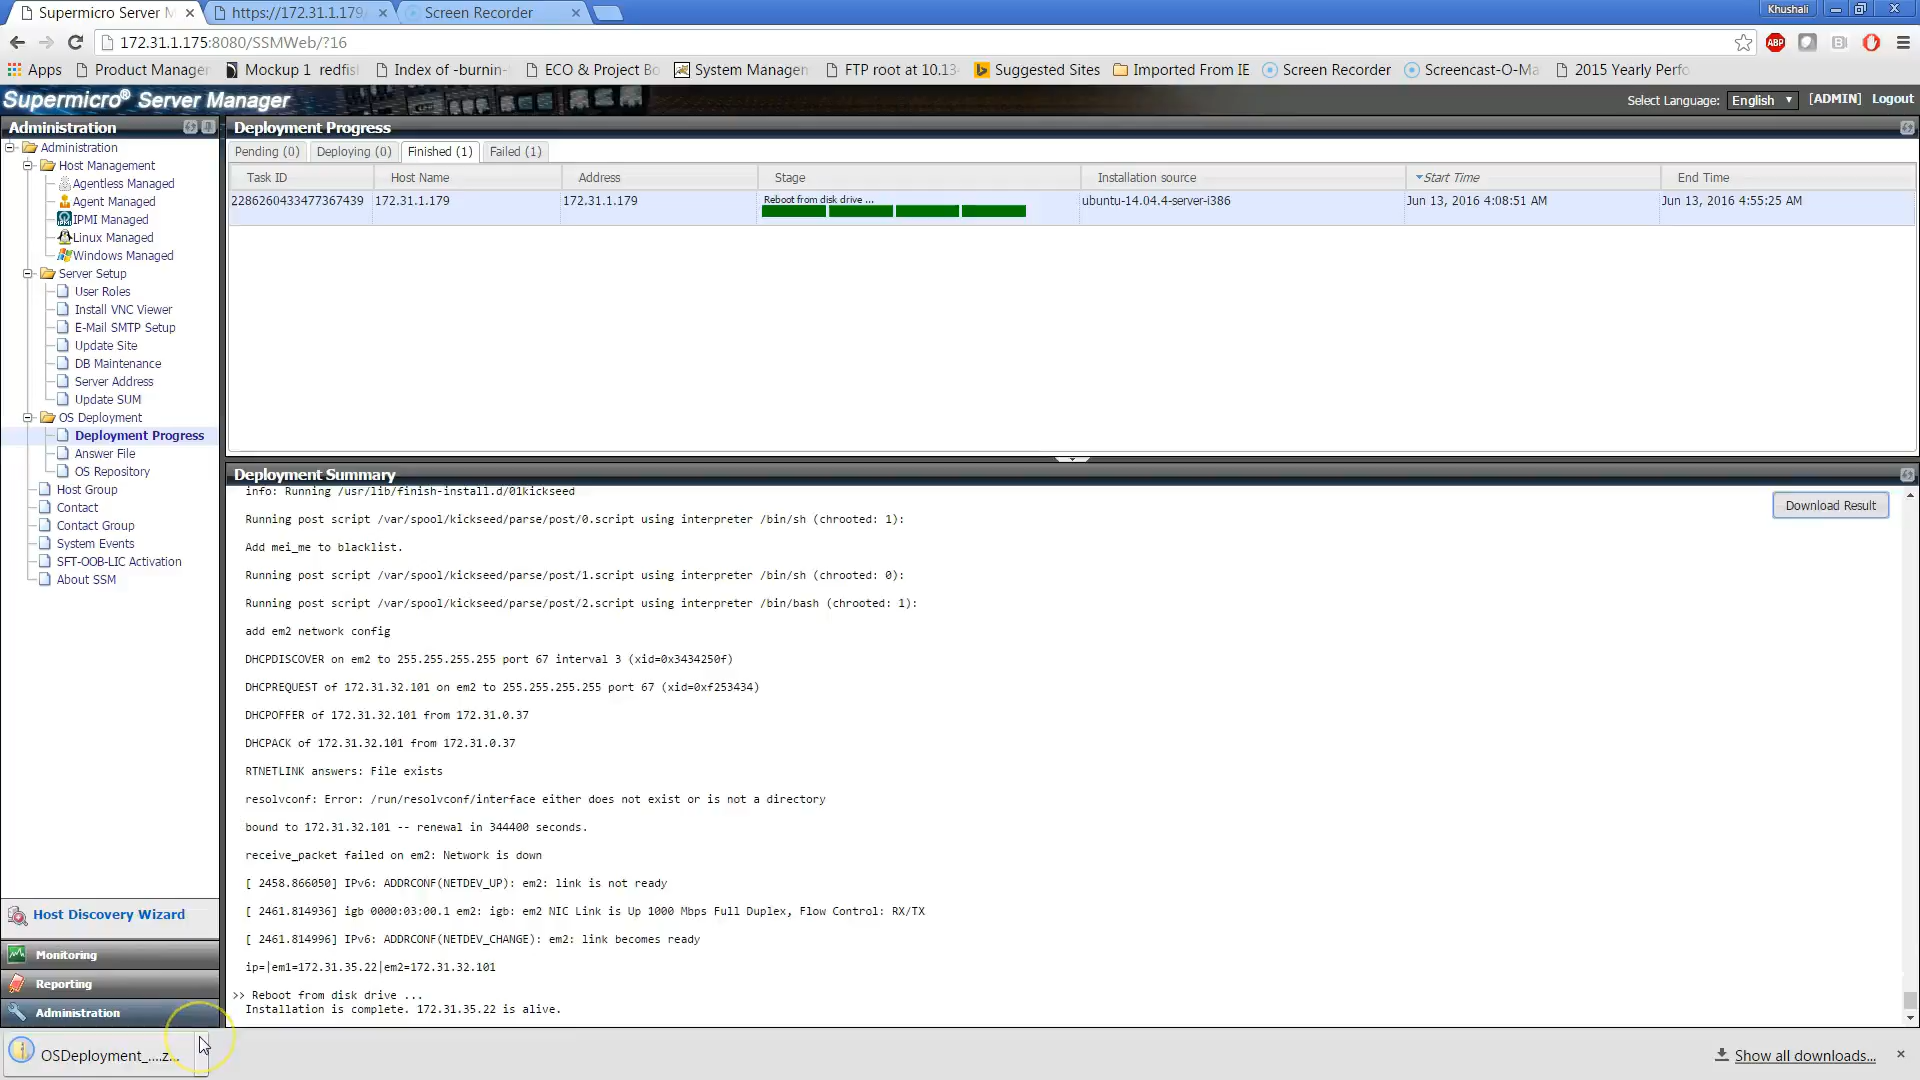 Supermicro Server M
https://172.31.1.179
Screen Recorder
Khushali
172.31.1.175:8080/SSMWeb/?16
ABP
Apps
Product Manager
Mockup 1 redfis
Index of -burnin-
ECO & Project Bo
System Managem
FTP root at 10.13
Suggested Sites
Imported From IE
Screen Recorder
Screencast-O-Ma
2015 Yearly Perfo
Supermicro® Server Manager
Select Language:
English
[ADMIN]
Logout
Administration
Administration
Host Management
Agentless Managed
Agent Managed
IPMI Managed
Linux Managed
Windows Managed
Server Setup
User Roles
Install VNC Viewer
E-Mail SMTP Setup
Update Site
DB Maintenance
Server Address
Update SUM
OS Deployment
Deployment Progress
Answer File
OS Repository
Host Group
Contact
Contact Group
System Events
SFT-OOB-LIC Activation
About SSM
Host Discovery Wizard
Monitoring
Reporting
Administration
Deployment Progress
Pending (0)
Deploying (0)
Finished (1)
Failed (1)
Task ID
Host Name
Address
Stage
Installation source
Start Time
End Time
2286260433477367439
172.31.1.179
172.31.1.179
Reboot from disk drive ...
ubuntu-14.04.4-server-i386
Jun 13, 2016 4:08:51 AM
Jun 13, 2016 4:55:25 AM
Deployment Summary
Download Result
info: Running /usr/lib/finish-install.d/01kickseed
Running post script /var/spool/kickseed/parse/post/0.script using interpreter /bin/sh (chrooted: 1):
Add mei_me to blacklist.
Running post script /var/spool/kickseed/parse/post/1.script using interpreter /bin/sh (chrooted: 0):
Running post script /var/spool/kickseed/parse/post/2.script using interpreter /bin/bash (chrooted: 1):
add em2 network config
DHCPDISCOVER on em2 to 255.255.255.255 port 67 interval 3 (xid=0x3434250f)
DHCPREQUEST of 172.31.32.101 on em2 to 255.255.255.255 port 67 (xid=0xf253434)
DHCPOFFER of 172.31.32.101 from 172.31.0.37
DHCPACK of 172.31.32.101 from 172.31.0.37
RTNETLINK answers: File exists
resolvconf: Error: /run/resolvconf/interface either does not exist or is not a directory
bound to 172.31.32.101 -- renewal in 344400 seconds.
receive_packet failed on em2: Network is down
[ 2458.866050] IPv6: ADDRCONF(NETDEV_UP): em2: link is not ready
[ 2461.814936] igb 0000:03:00.1 em2: igb: em2 NIC Link is Up 1000 Mbps Full Duplex, Flow Control: RX/TX
[ 2461.814996] IPv6: ADDRCONF(NETDEV_CHANGE): em2: link becomes ready
ip=|em1=172.31.35.22|em2=172.31.32.101
>> Reboot from disk drive ...
Installation is complete. 172.31.35.22 is alive.
OSDeployment_....z...
Show all downloads...